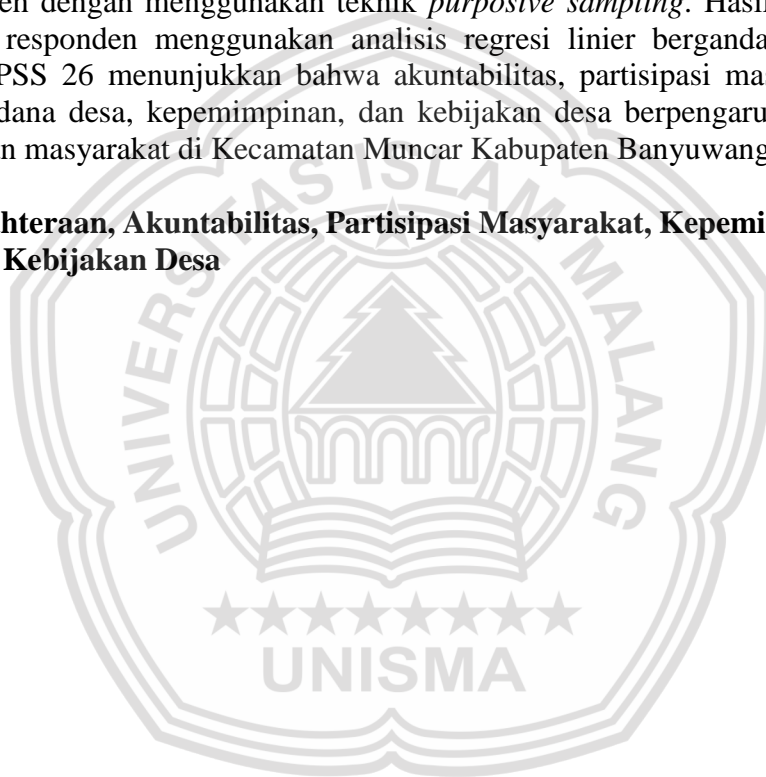 en dengan menggunakan teknik purposive sampling. Hasil
responden menggunakan analisis regresi linier berganda
PSS 26 menunjukkan bahwa akuntabilitas, partisipasi mas
dana desa, kepemimpinan, dan kebijakan desa berpengaru
n masyarakat di Kecamatan Muncar Kabupaten Banyuwang
hteraan, Akuntabilitas, Partisipasi Masyarakat, Kepemi
Kebijakan Desa
UNIVERSITAS ISLAM MALANG
UNISMA